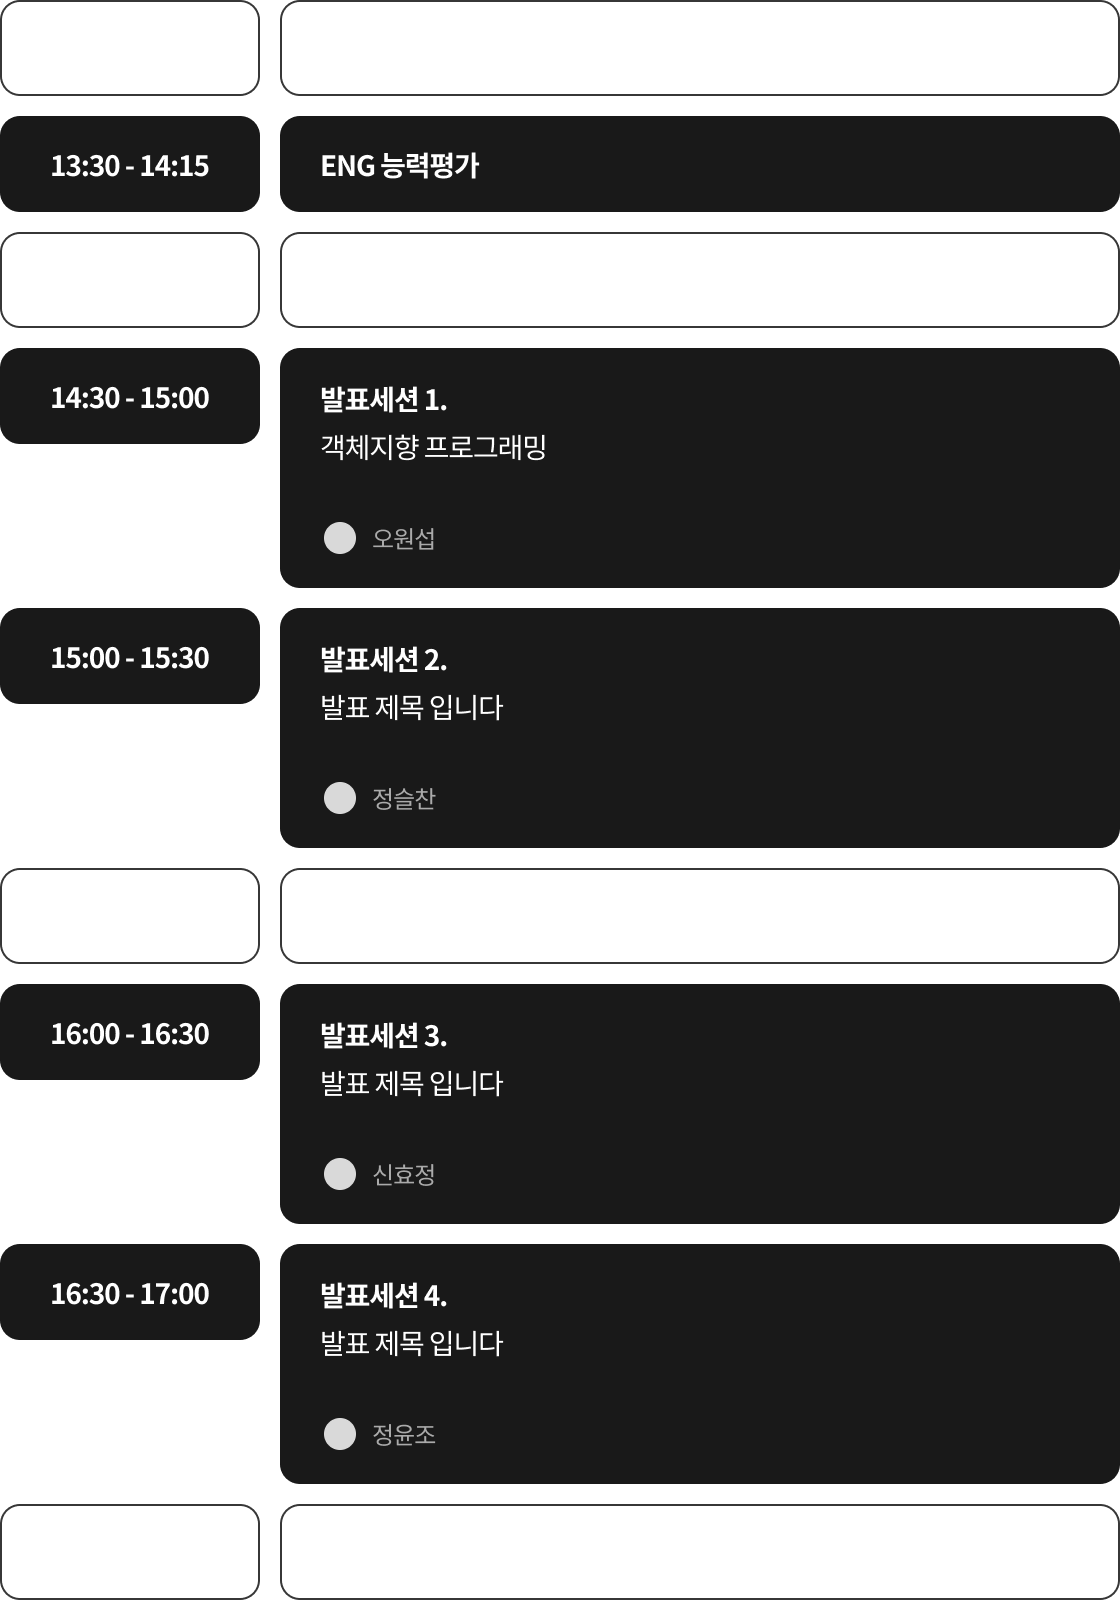 13:30 - 14:15
ENG 능력평가
14:30 - 15:00
발표세션 1.
객체지향 프로그래밍
오원섭
15:00 - 15:30
발표세션 2.
발표 제목 입니다
정슬찬
16:00 - 16:30
발표세션 3.
발표 제목 입니다
신효정
16:30 - 17:00
발표세션 4.
발표 제목 입니다
정윤조